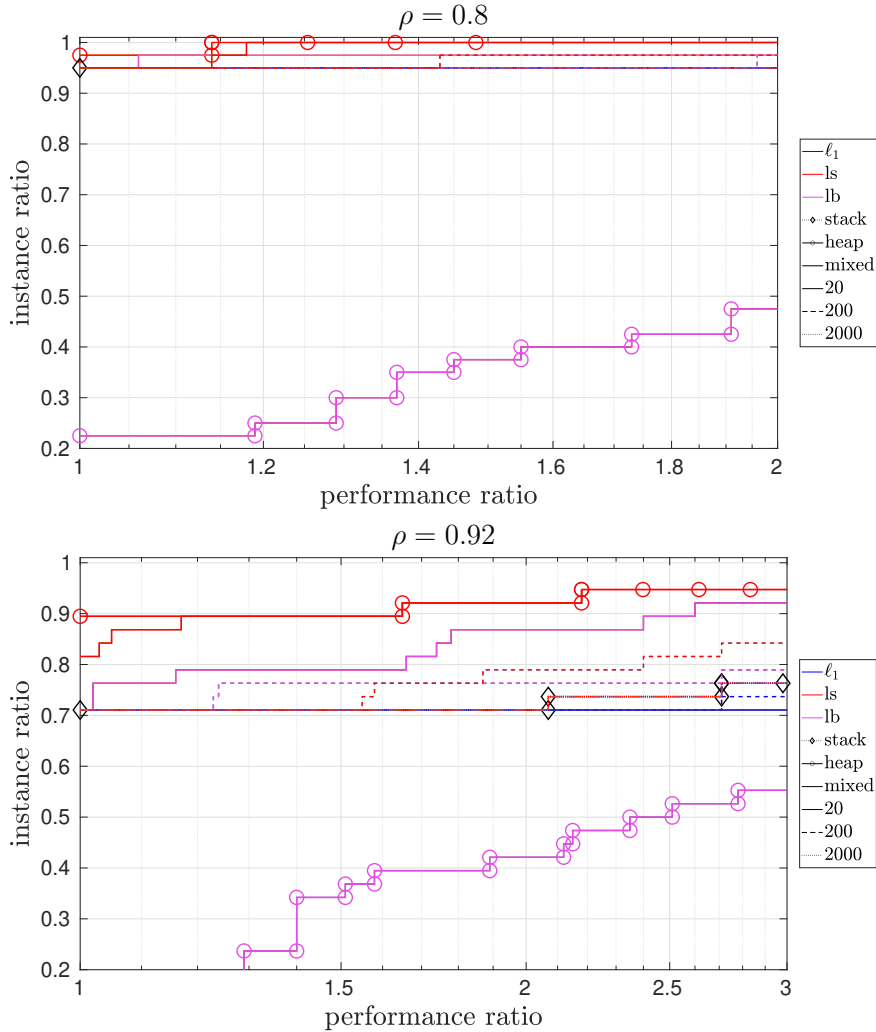 ρ = 0.8
1
0.9
0.8
0.7
0.6
0.5
0.4
0.3
0.2
instance ratio
1
1.2
1.4
1.6
1.8
2
performance ratio
ℓ₁
ls
lb
stack
heap
mixed
20
200
2000
ρ = 0.92
1
0.9
0.8
0.7
0.6
0.5
0.4
0.3
0.2
instance ratio
1
1.5
2
2.5
3
performance ratio
ℓ₁
ls
lb
stack
heap
mixed
20
200
2000